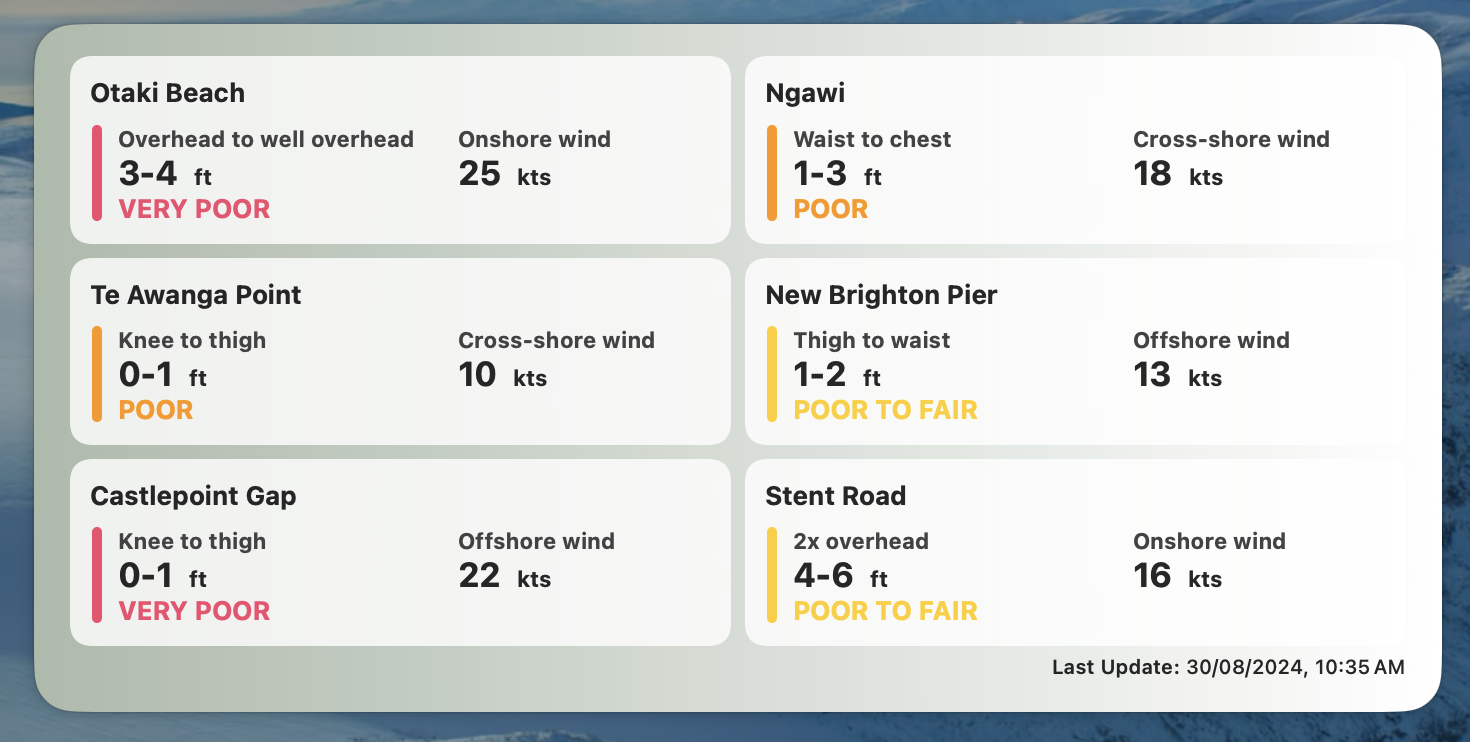 Otaki Beach
Overhead to well overhead
3-4 ft
VERY POOR
Onshore wind
25 kts
Ngawi
Waist to chest
1-3 ft
POOR
Cross-shore wind
18 kts
Te Awanga Point
Knee to thigh
0-1 ft
POOR
Cross-shore wind
10 kts
New Brighton Pier
Thigh to waist
1-2 ft
POOR TO FAIR
Offshore wind
13 kts
Castlepoint Gap
Knee to thigh
0-1 ft
VERY POOR
Offshore wind
22 kts
Stent Road
2x overhead
4-6 ft
POOR TO FAIR
Onshore wind
16 kts
Last Update: 30/08/2024, 10:35 AM